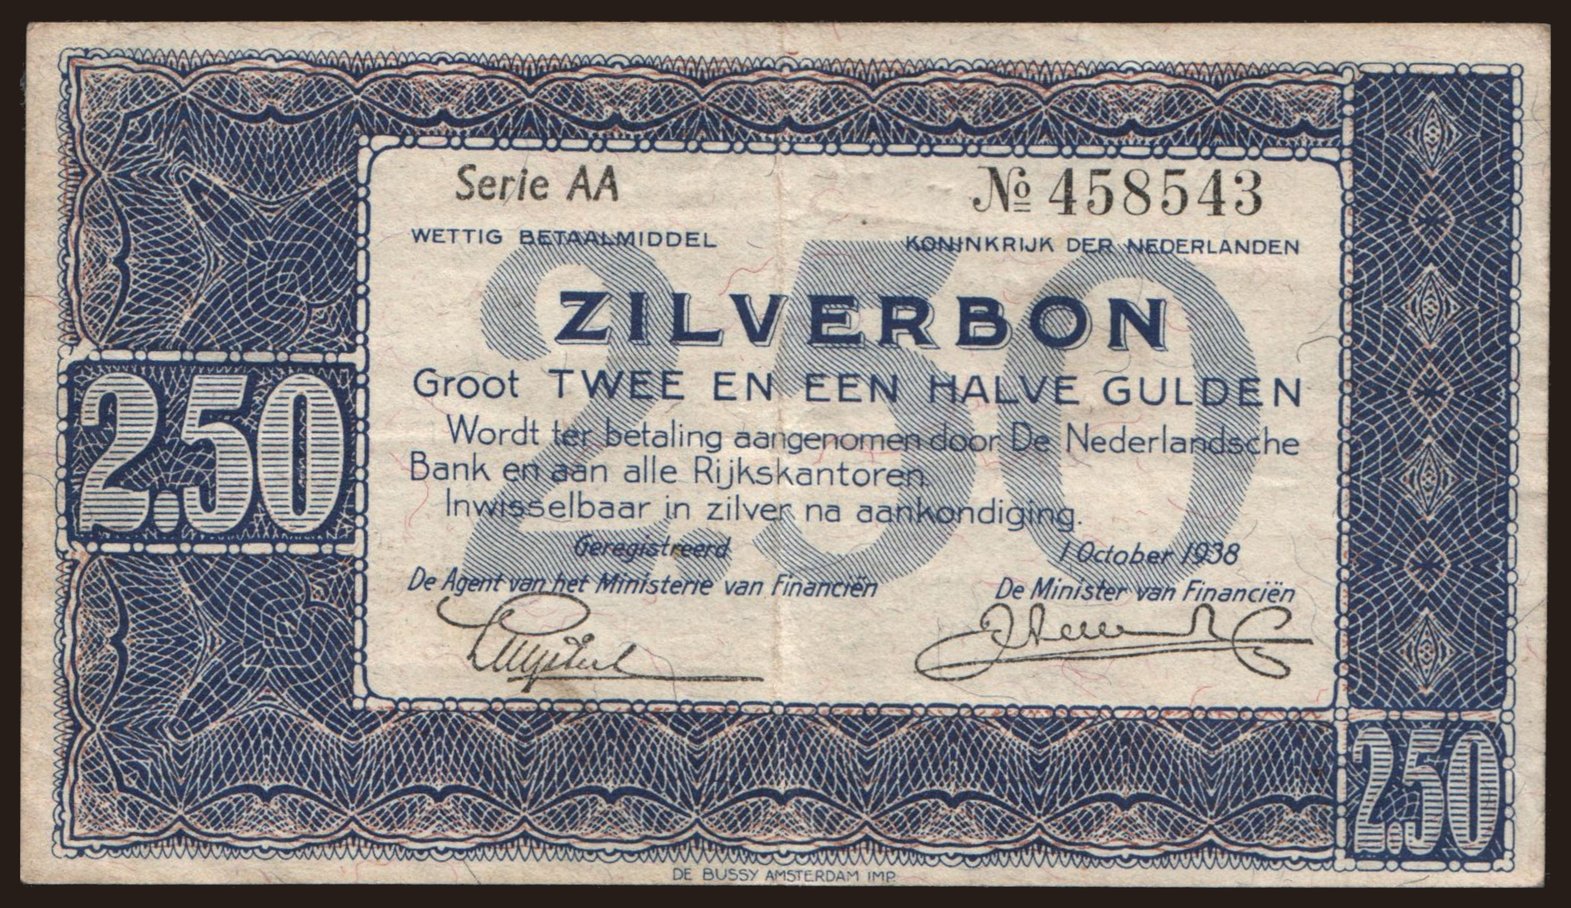 Serie AA № 458543
WETTIG BETAALMIDDEL KONINKRIJK DER NEDERLANDEN
2.50
ZILVERBON
Groot TWEE EN EEN HALVE GULDEN
Wordt ter betaling aangenomen door De Nederlandsche
Bank en aan alle Rijkskantoren.
Inwisselbaar in zilver na aankondiging.
Geregistreerd 1 October 1938
De Agent van het Ministerie van Financiën De Minister van Financiën
2.50
2.50
DE BUSSY AMSTERDAM IMP.